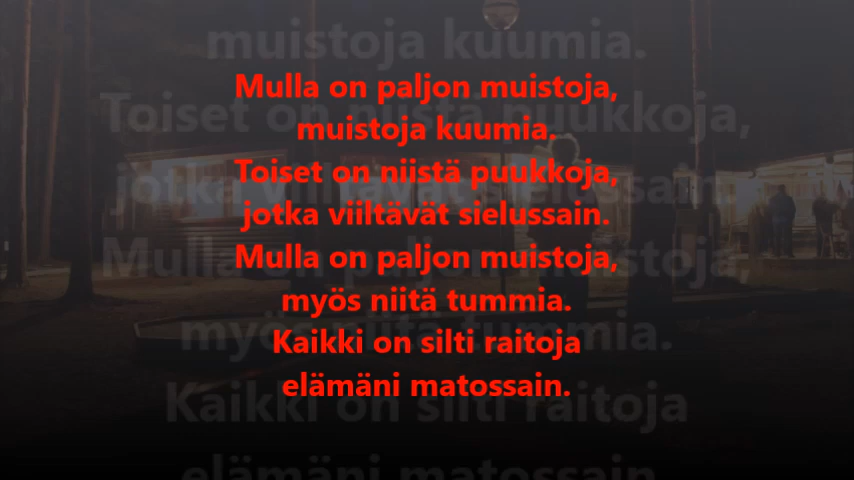 Mulla on paljon muistoja,
muistoja kuumia.
Toiset on niistä puukkoja,
jotka viiltävät sielussain.
Mulla on paljon muistoja,
myös niitä tummia.
Kaikki on silti raitoja
elämäni matossain.